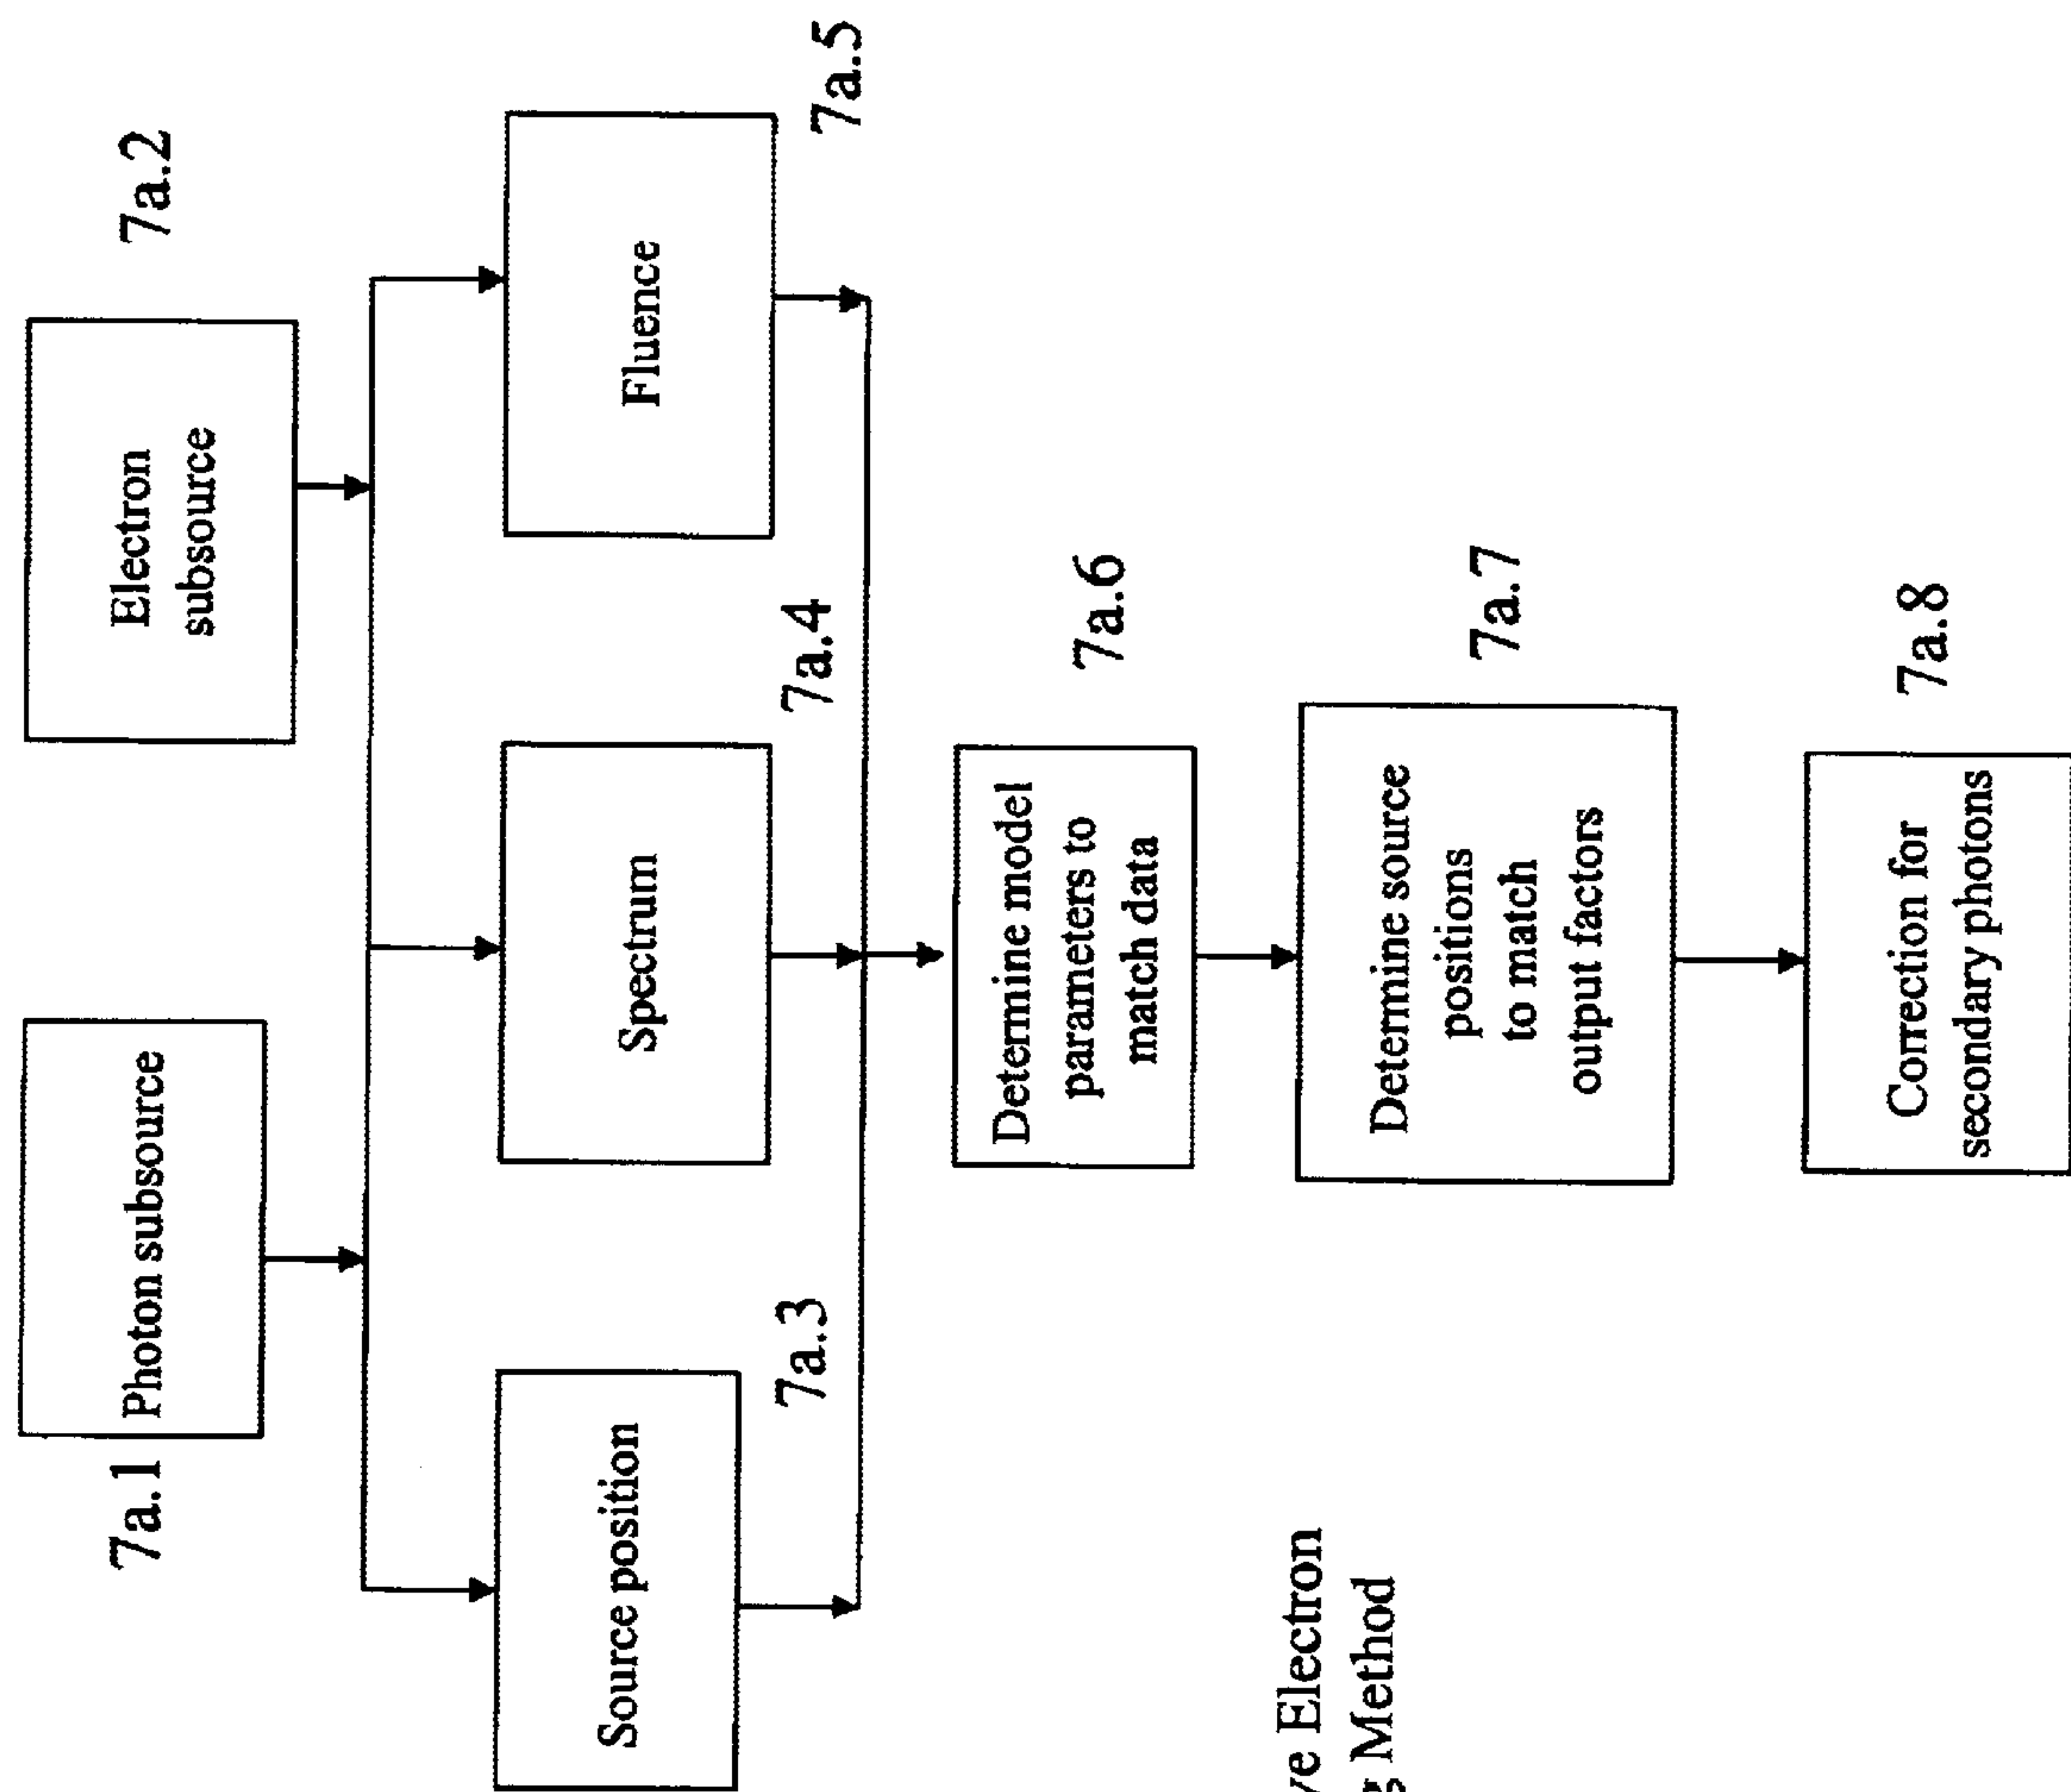 7a.1
Photon subsource
Electron
subsource
7a.2
Source position
7a.3
Spectrum
7a.4
Fluence
7a.5
Determine model
parameters to
match data
7a.6
Determine source
positions
to match
output factors
7a.7
Correction for
secondary photons
7a.8
Electron
Method